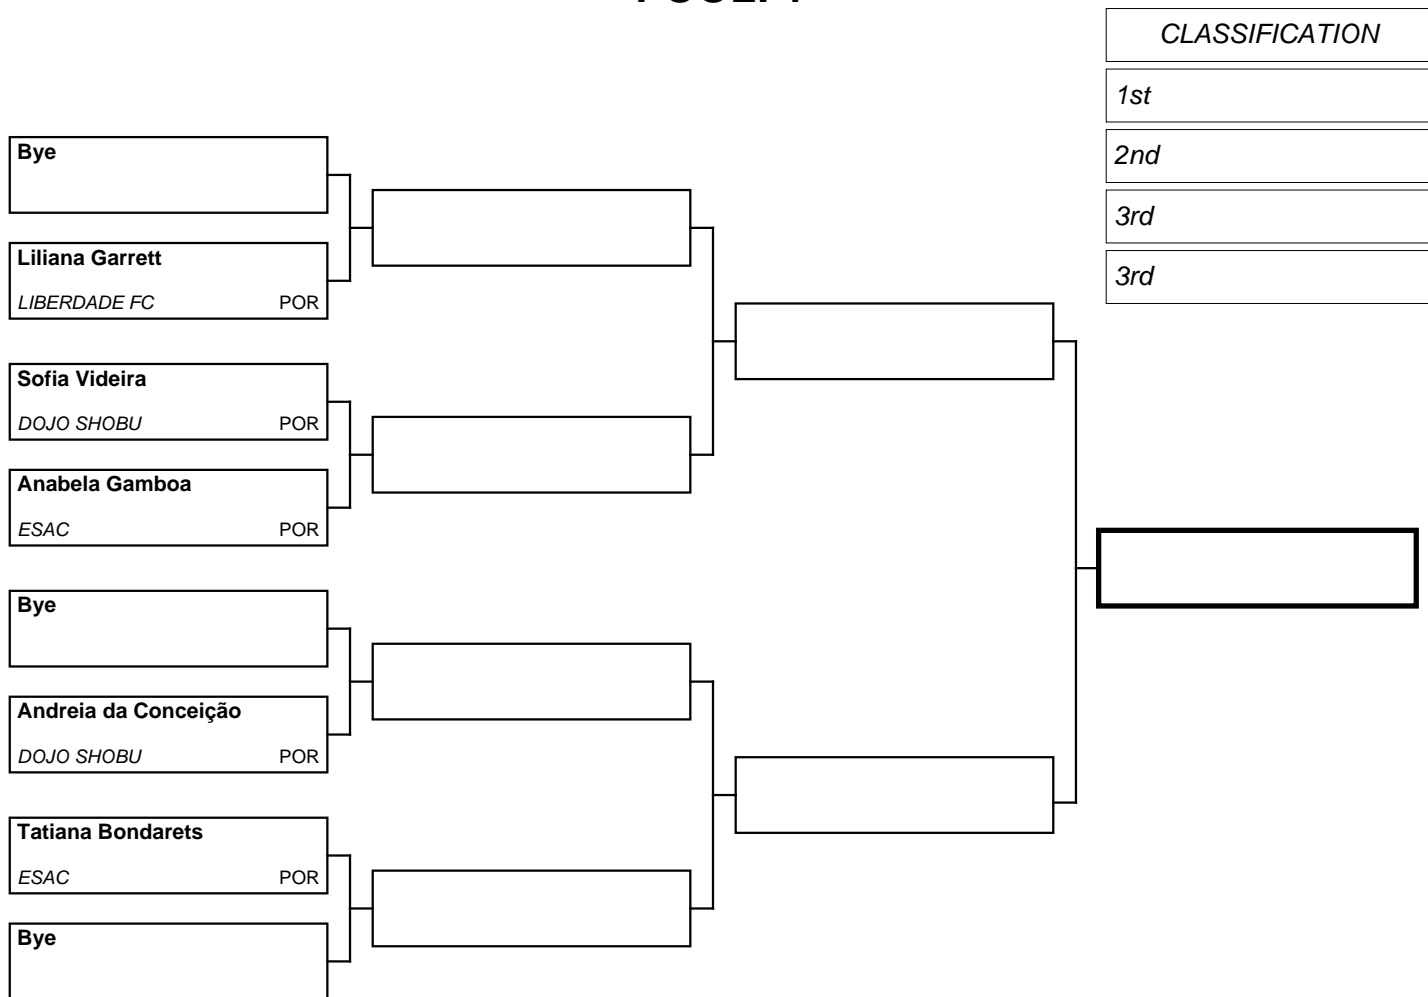 CLASSIFICATION
1st
2nd
3rd
3rd
Bye
Liliana Garrett
LIBERDADE FC POR
Sofia Videira
DOJO SHOBU POR
Anabela Gamboa
ESAC POR
Bye
Andreia da Conceição
DOJO SHOBU POR
Tatiana Bondarets
ESAC POR
Bye